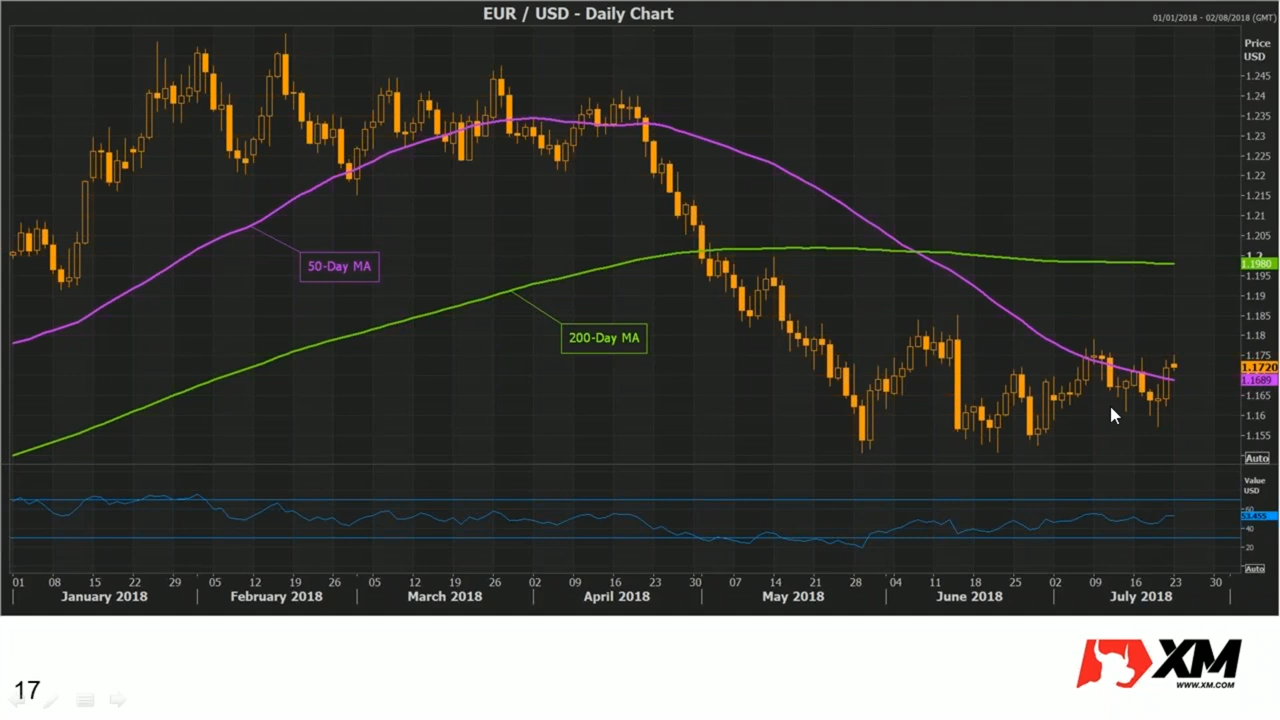 EUR / USD - Daily Chart
01/01/2018 - 02/08/2018 (GMT)
Price
USD
1.245
1.24
1.235
1.23
1.225
1.22
1.215
1.21
1.205
1.2
1.1980
1.195
1.19
1.185
1.18
1.175
1.1720
1.1689
1.165
1.16
1.155
Auto
50-Day MA
200-Day MA
Value
USD
60
40
20
Auto
01 08 15 22 29 05 12 19 26 05 12 19 26 02 09 16 23 30 07 14 21 28 04 11 18 25 02 09 16 23 30
January 2018 February 2018 March 2018 April 2018 May 2018 June 2018 July 2018
17
XM
WWW.XM.COM